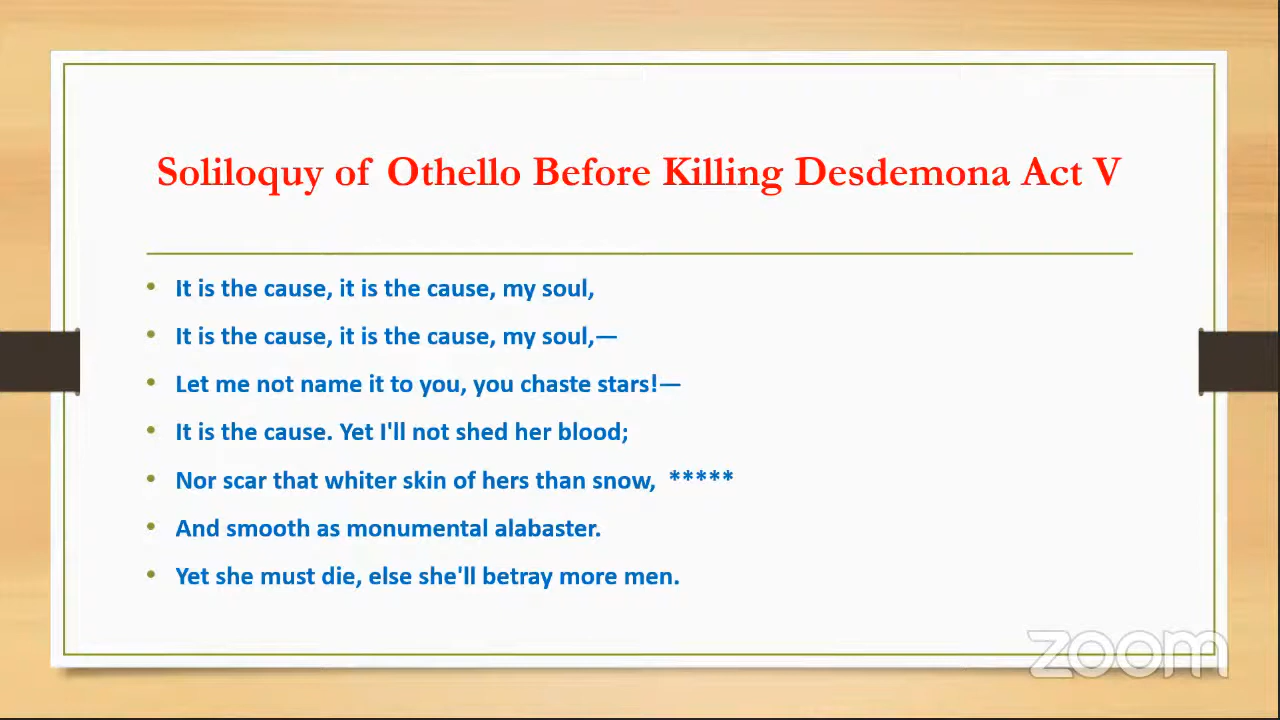 Soliloquy of Othello Before Killing Desdemona Act V
• It is the cause, it is the cause, my soul,
• It is the cause, it is the cause, my soul,—
• Let me not name it to you, you chaste stars!—
• It is the cause. Yet I'll not shed her blood;
• Nor scar that whiter skin of hers than snow, *****
• And smooth as monumental alabaster.
• Yet she must die, else she'll betray more men.
zoom